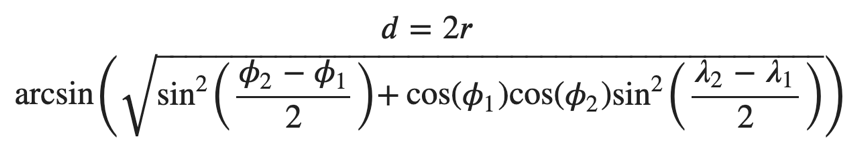 d = 2r
arcsin(√(sin²((ϕ₂ − ϕ₁)/2) + cos(ϕ₁)cos(ϕ₂)sin²((λ₂ − λ₁)/2)))